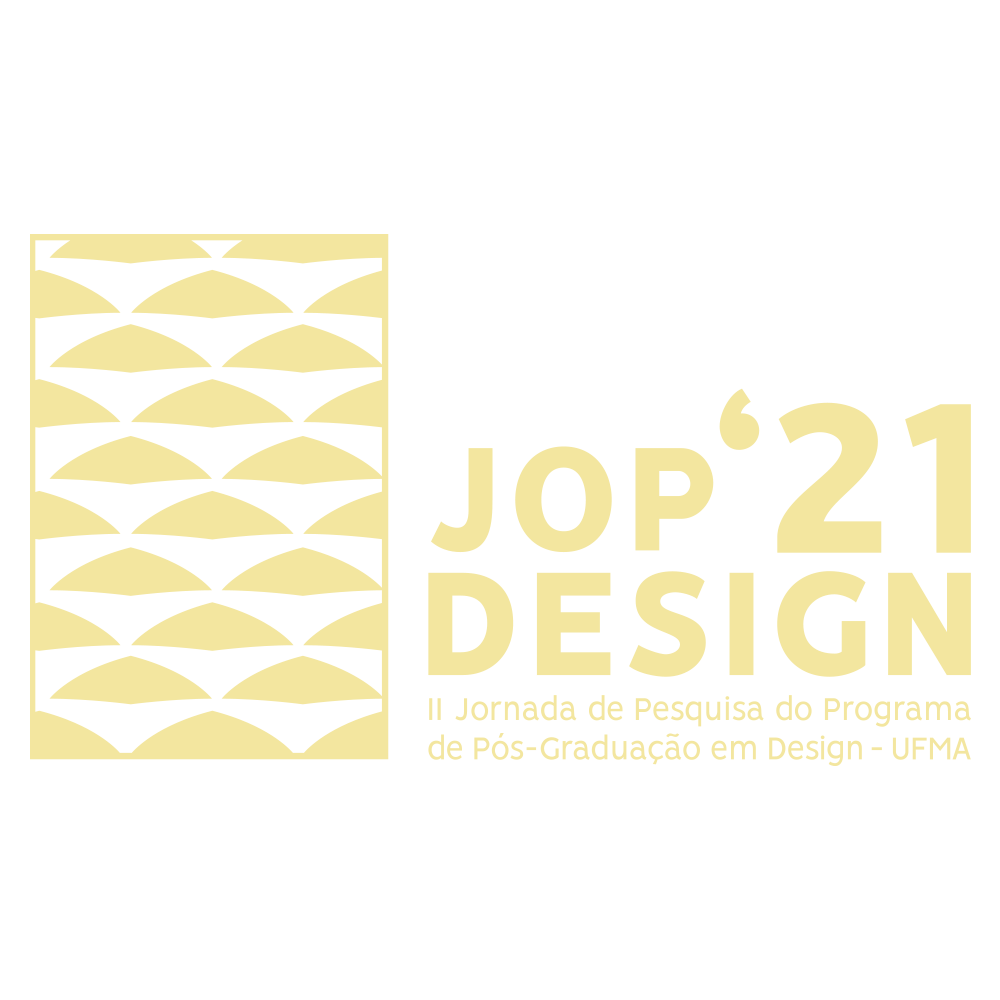 JOP‘21
DESIGN
II Jornada de Pesquisa do Programa
de Pós-Graduação em Design - UFMA